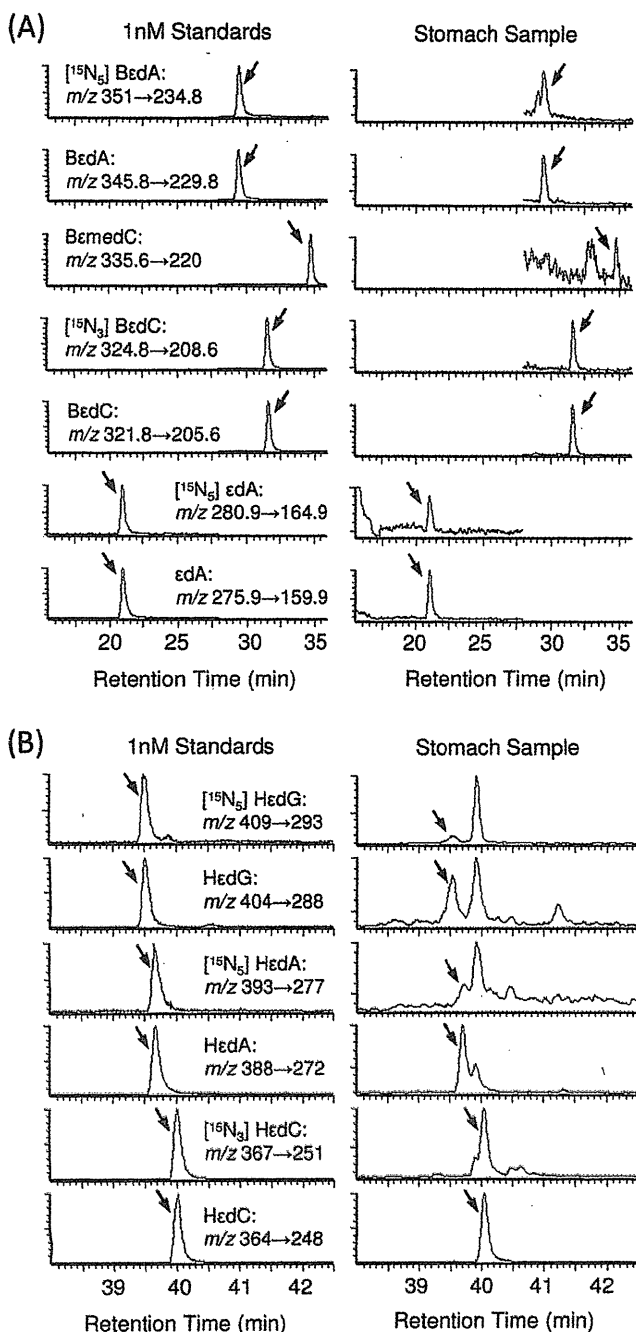 (A)
1nM Standards
Stomach Sample
[¹⁵N₅] BεdA:
m/z 351→234.8
BεdA:
m/z 345.8→229.8
BεmedC:
m/z 335.6→220
[¹⁵N₃] BεdC:
m/z 324.8→208.6
BεdC:
m/z 321.8→205.6
[¹⁵N₅] εdA:
m/z 280.9→164.9
εdA:
m/z 275.9→159.9
20 25 30 35
20 25 30 35
Retention Time (min)
Retention Time (min)
(B)
1nM Standards
Stomach Sample
[¹⁵N₅] HεdG:
m/z 409→293
HεdG:
m/z 404→288
[¹⁵N₅] HεdA:
m/z 393→277
HεdA:
m/z 388→272
[¹⁵N₃] HεdC:
m/z 367→251
HεdC:
m/z 364→248
39 40 41 42
39 40 41 42
Retention Time (min)
Retention Time (min)